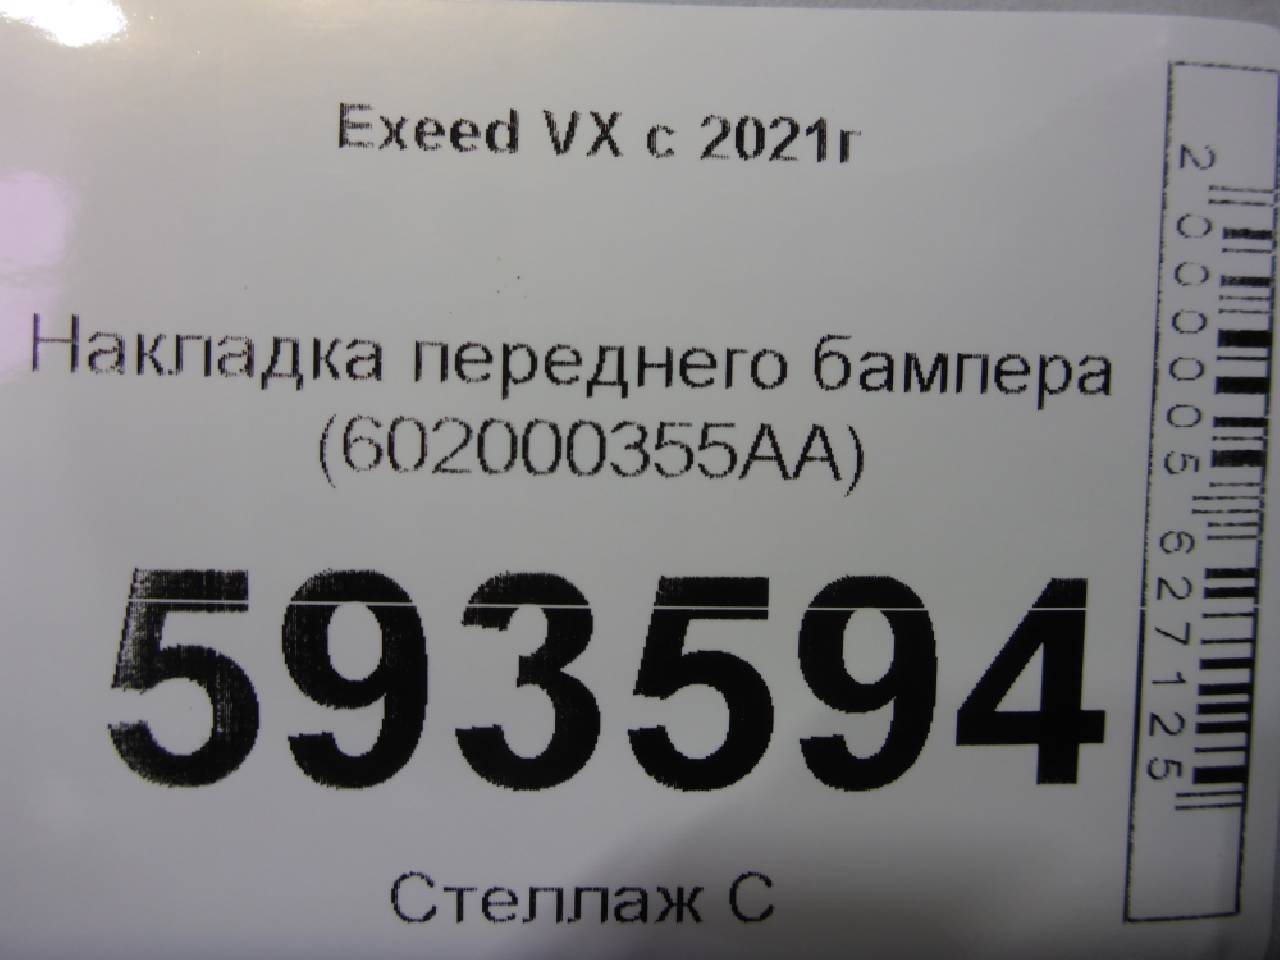 Exeed VX с 2021г
Накладка переднего бампера
(602000355AA)
593594
Стеллаж С
2000005627125